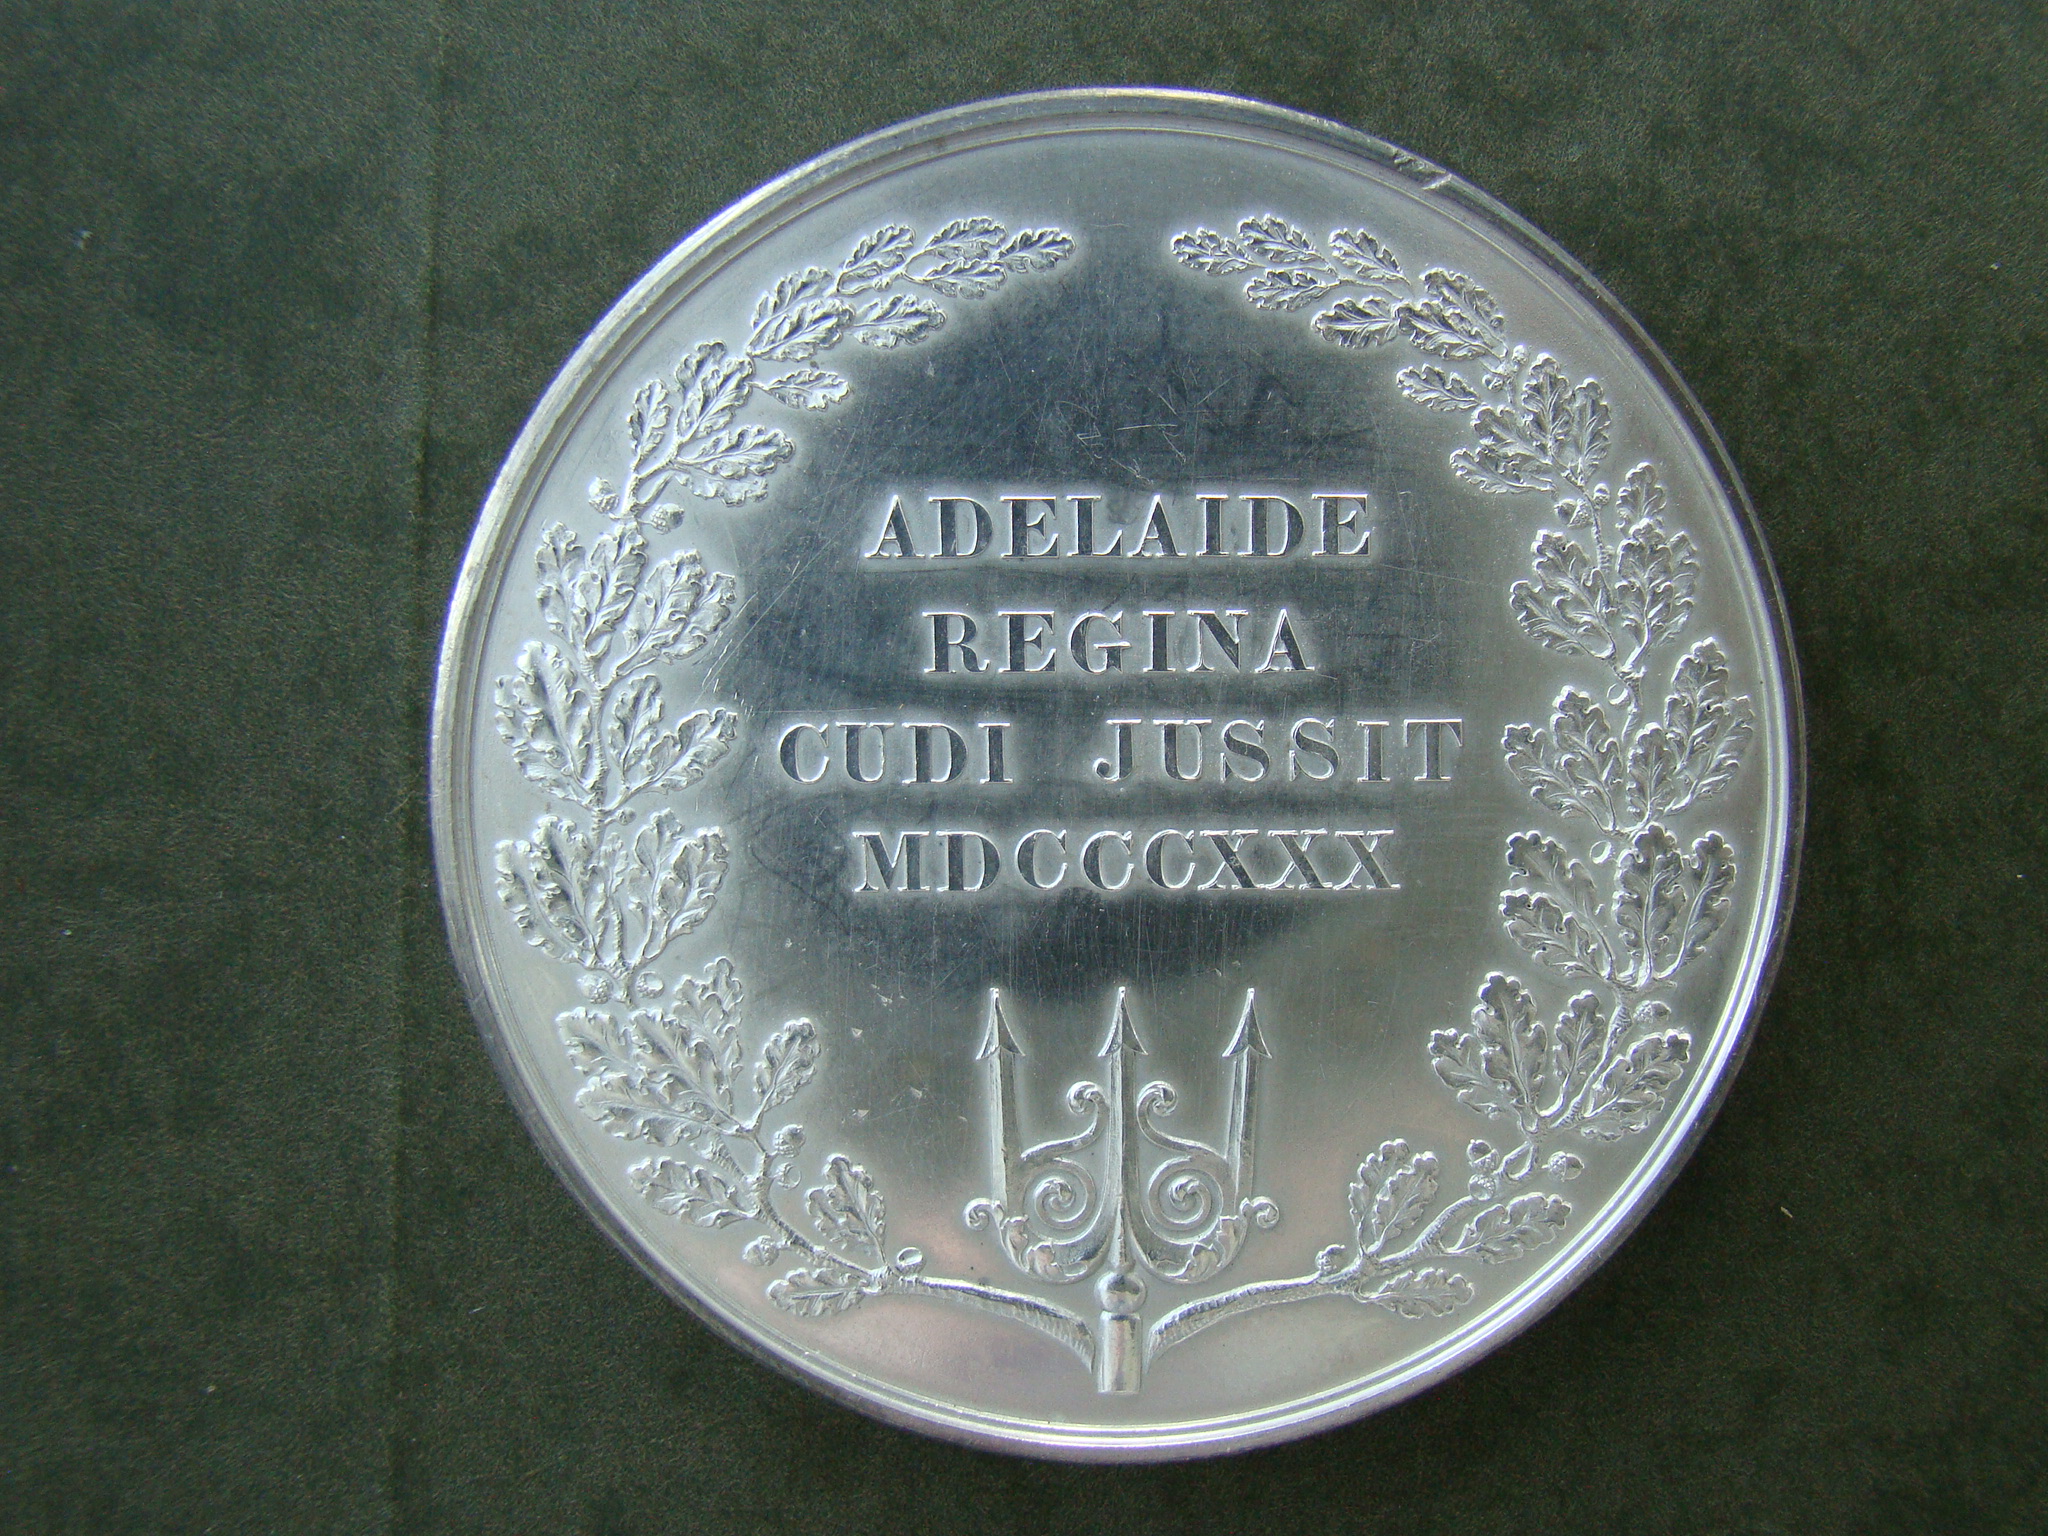 ADELAIDE
REGINA
CUDI JUSSIT
MDCCCXXX